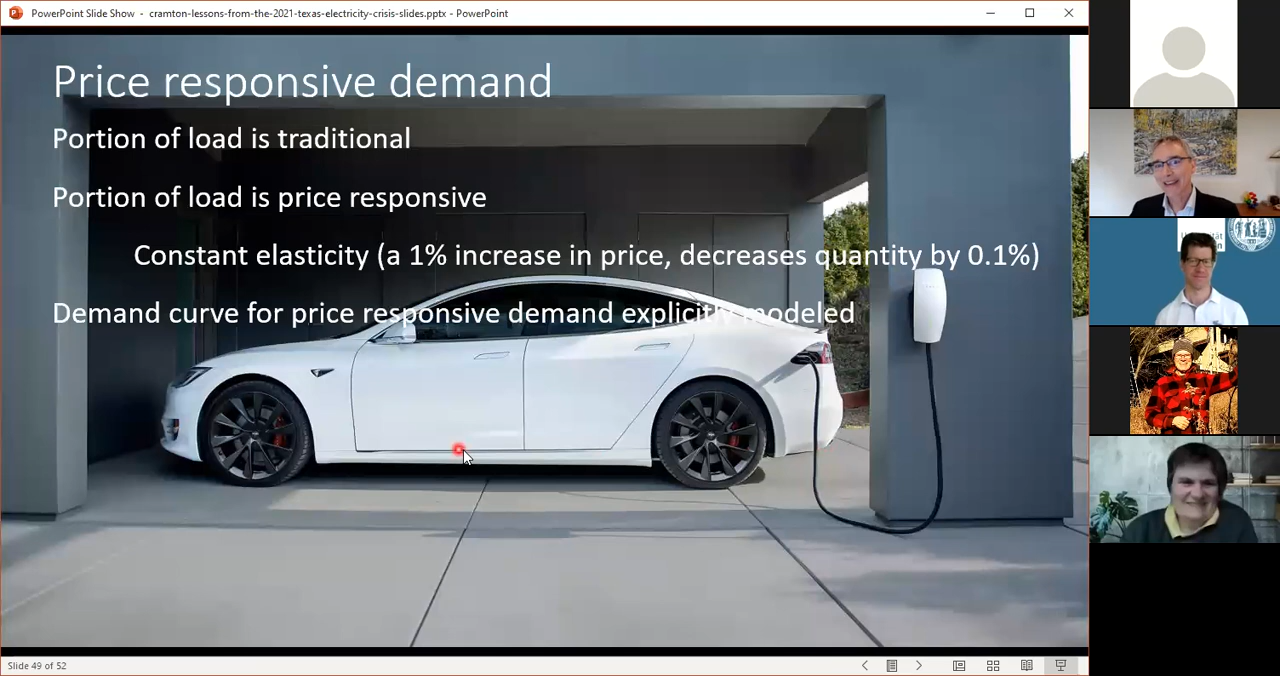 PowerPoint Slide Show - cramton-lessons-from-the-2021-texas-electricity-crisis-slides.pptx - PowerPoint
Price responsive demand
Portion of load is traditional
Portion of load is price responsive
Constant elasticity (a 1% increase in price, decreases quantity by 0.1%)
Demand curve for price responsive demand explicitly modeled
Slide 49 of 52